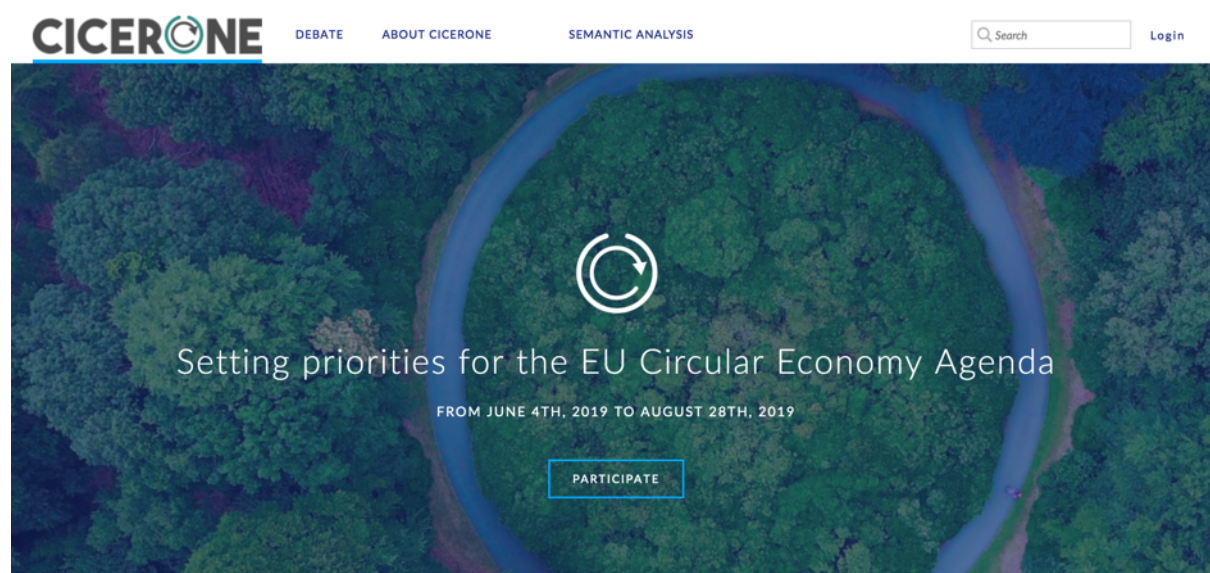 CICERONE
DEBATE
ABOUT CICERONE
SEMANTIC ANALYSIS
Search
Login
Setting priorities for the EU Circular Economy Agenda
FROM JUNE 4TH, 2019 TO AUGUST 28TH, 2019
PARTICIPATE